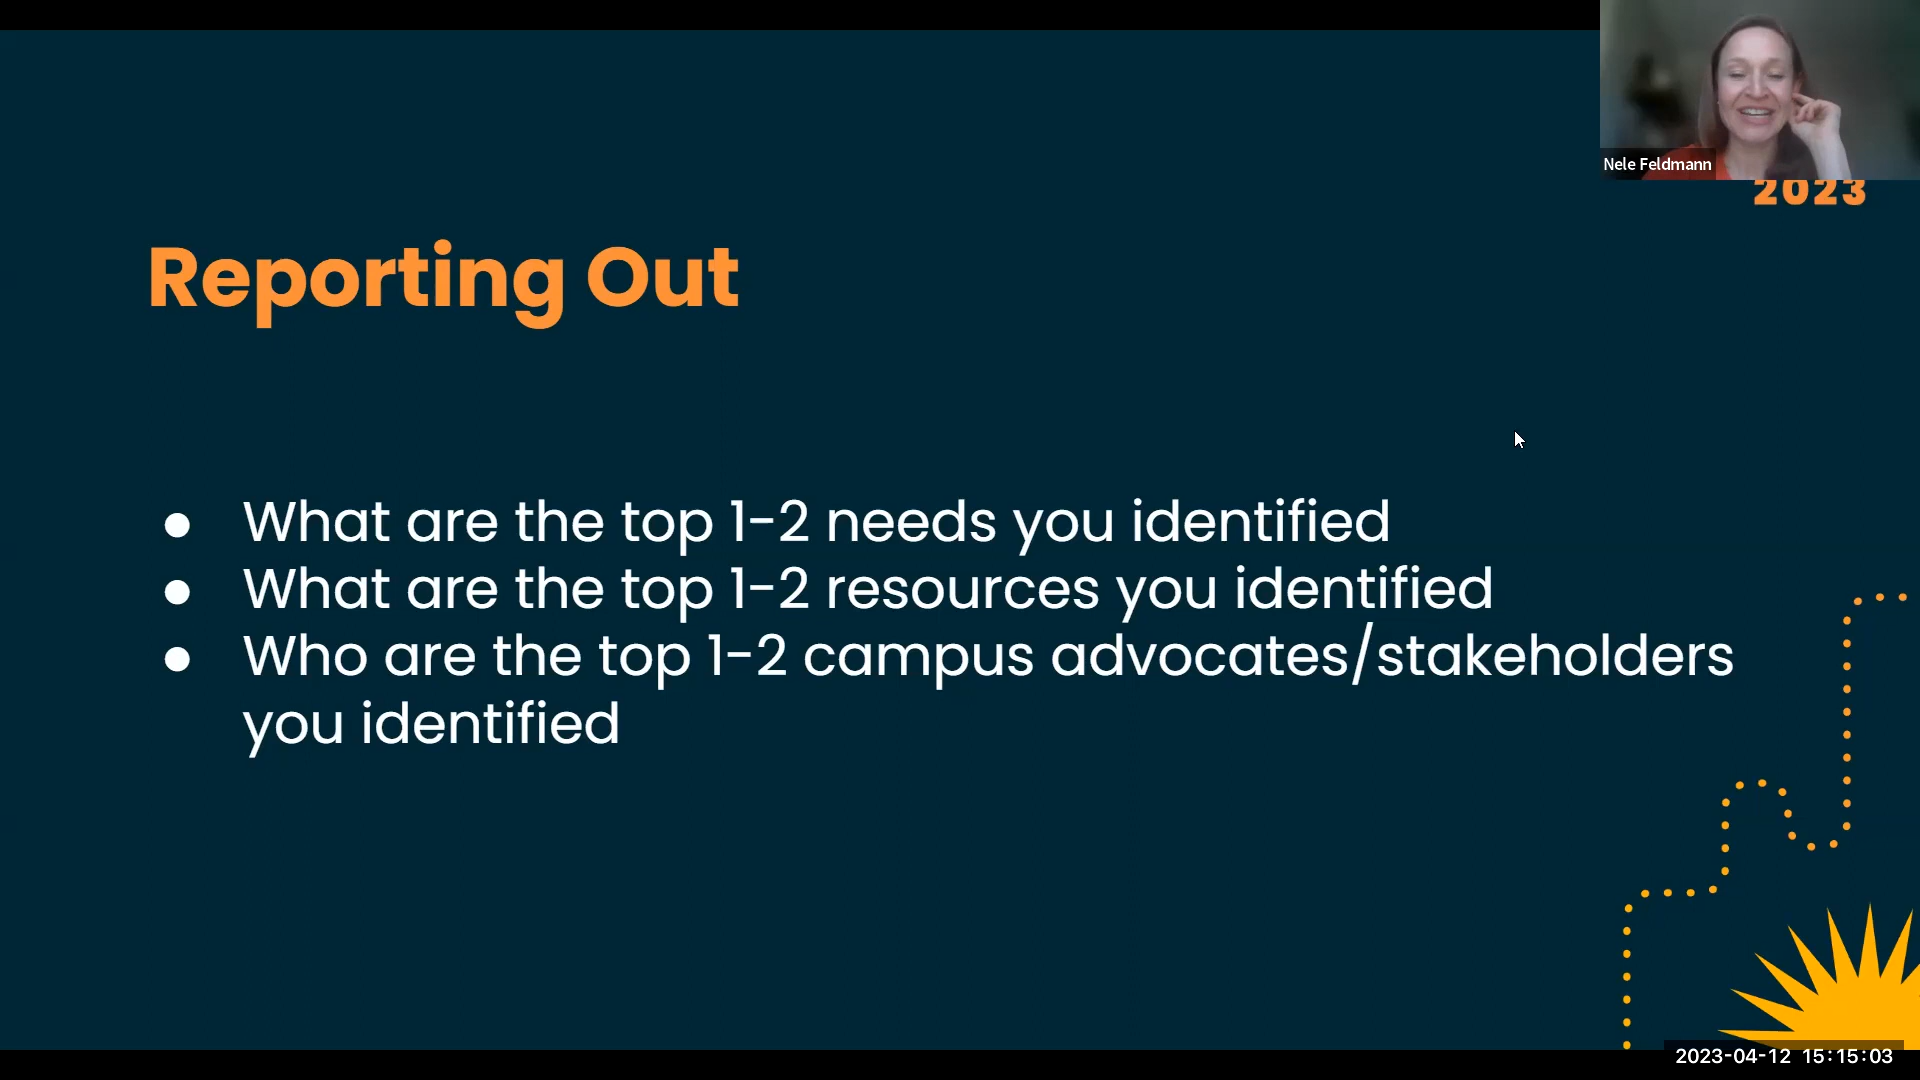 Nele Feldmann
2023
Reporting Out
● What are the top 1-2 needs you identified
● What are the top 1-2 resources you identified
● Who are the top 1-2 campus advocates/stakeholders
you identified
2023-04-12 15:15:03